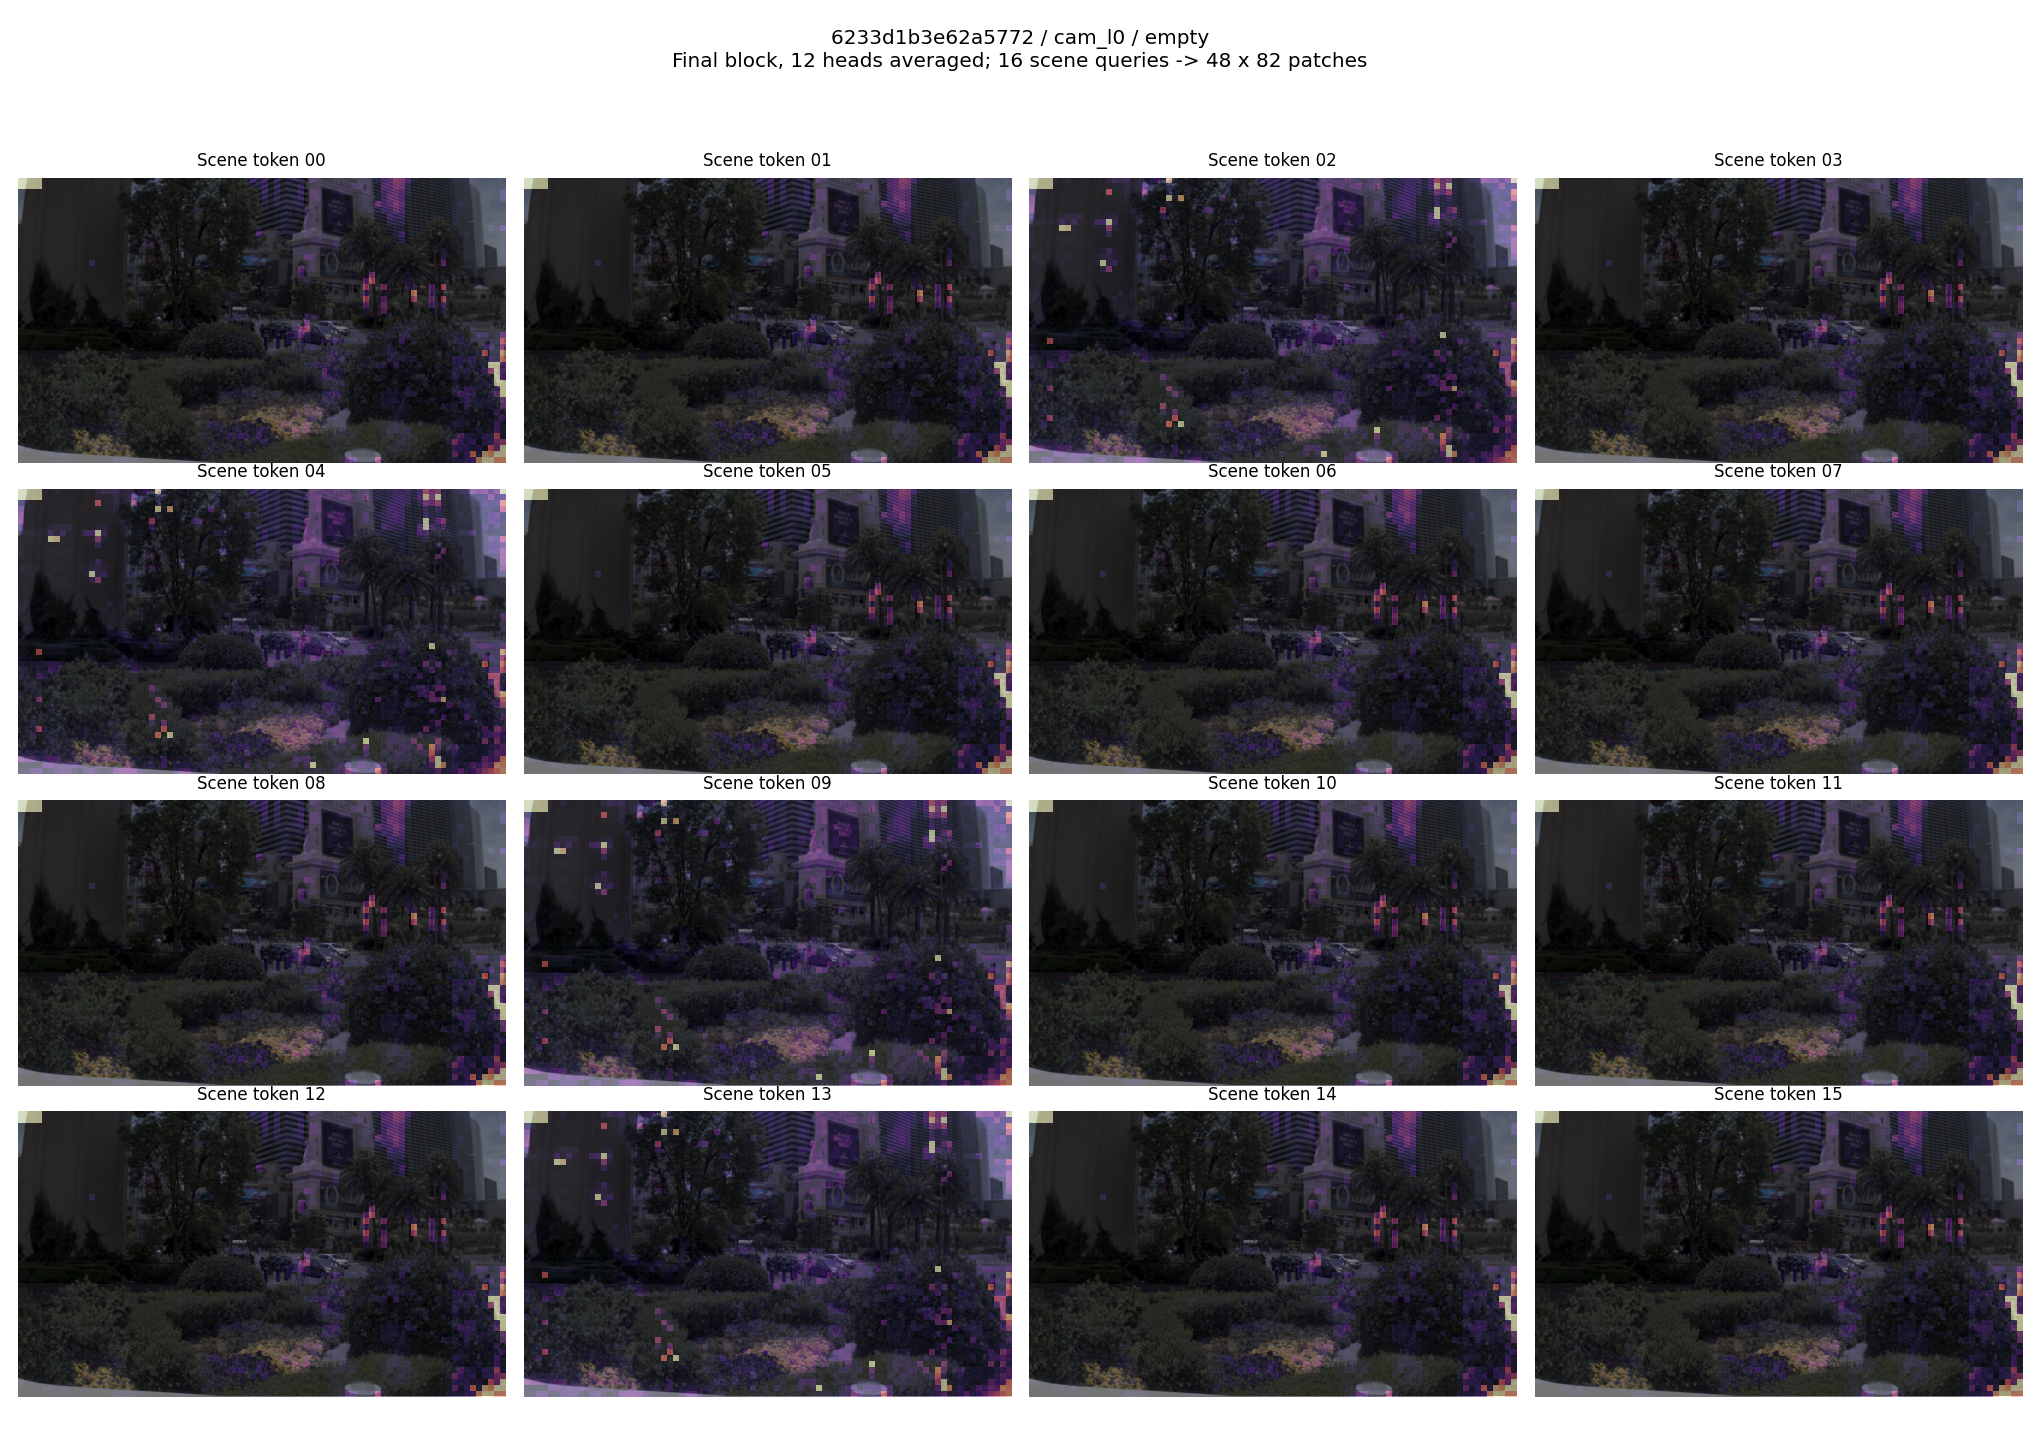 6233d1b3e62a5772 / cam_l0 / empty
Final block, 12 heads averaged; 16 scene queries -> 48 x 82 patches
Scene token 00
Scene token 01
Scene token 02
Scene token 03
Scene token 04
Scene token 05
Scene token 06
Scene token 07
Scene token 08
Scene token 09
Scene token 10
Scene token 11
Scene token 12
Scene token 13
Scene token 14
Scene token 15